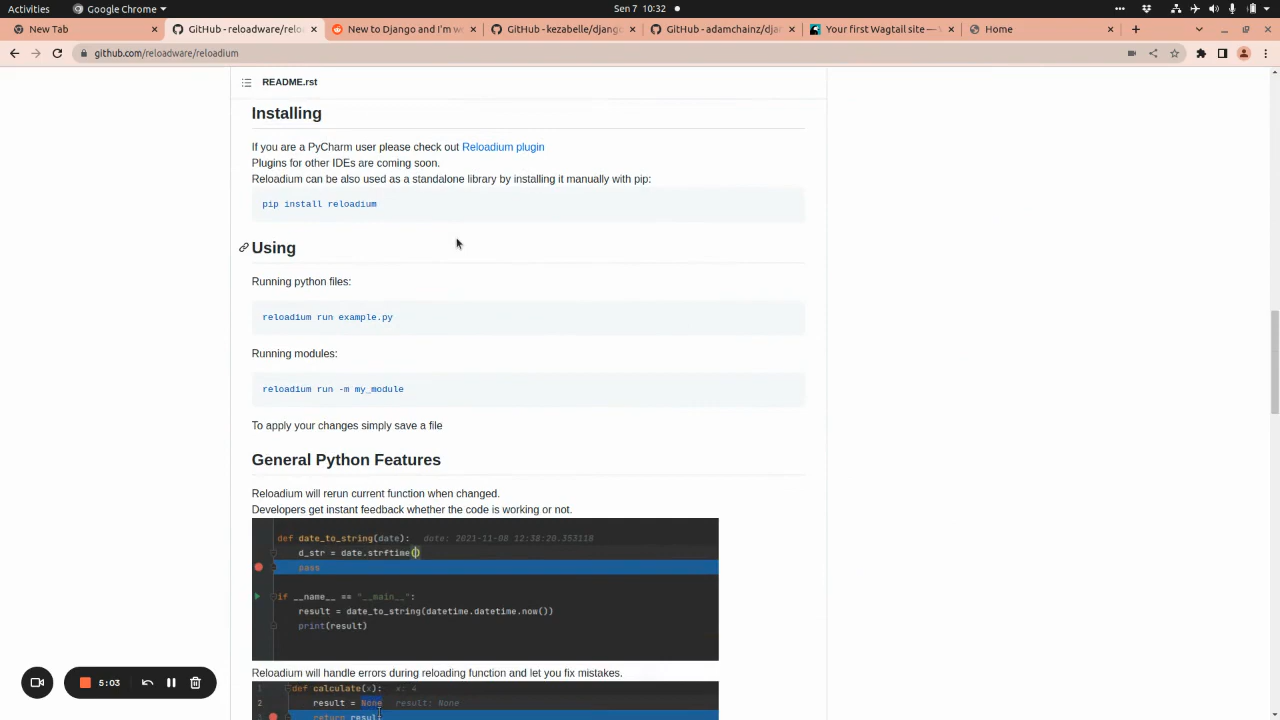 Activities
Google Chrome
Sen 7 10:32
New Tab
GitHub - reloadware/relo
New to Django and I'm w
GitHub - kezabelle/django
GitHub - adamchainz/dja
Your first Wagtail site —
Home
github.com/reloadware/reloadium
README.rst
Installing
If you are a PyCharm user please check out Reloadium plugin
Plugins for other IDEs are coming soon.
Reloadium can be also used as a standalone library by installing it manually with pip:
pip install reloadium
Using
Running python files:
reloadium run example.py
Running modules:
reloadium run -m my_module
To apply your changes simply save a file
General Python Features
Reloadium will rerun current function when changed.
Developers get instant feedback whether the code is working or not.
def date_to_string(date): date: 2021-11-08 12:38:20.353118
d_str = date.strftime()
pass
if __name__ == "__main__":
result = date_to_string(datetime.datetime.now())
print(result)
Reloadium will handle errors during reloading function and let you fix mistakes.
1 def calculate(x): x: 4
2 result = None result: None
3 return result
5:03